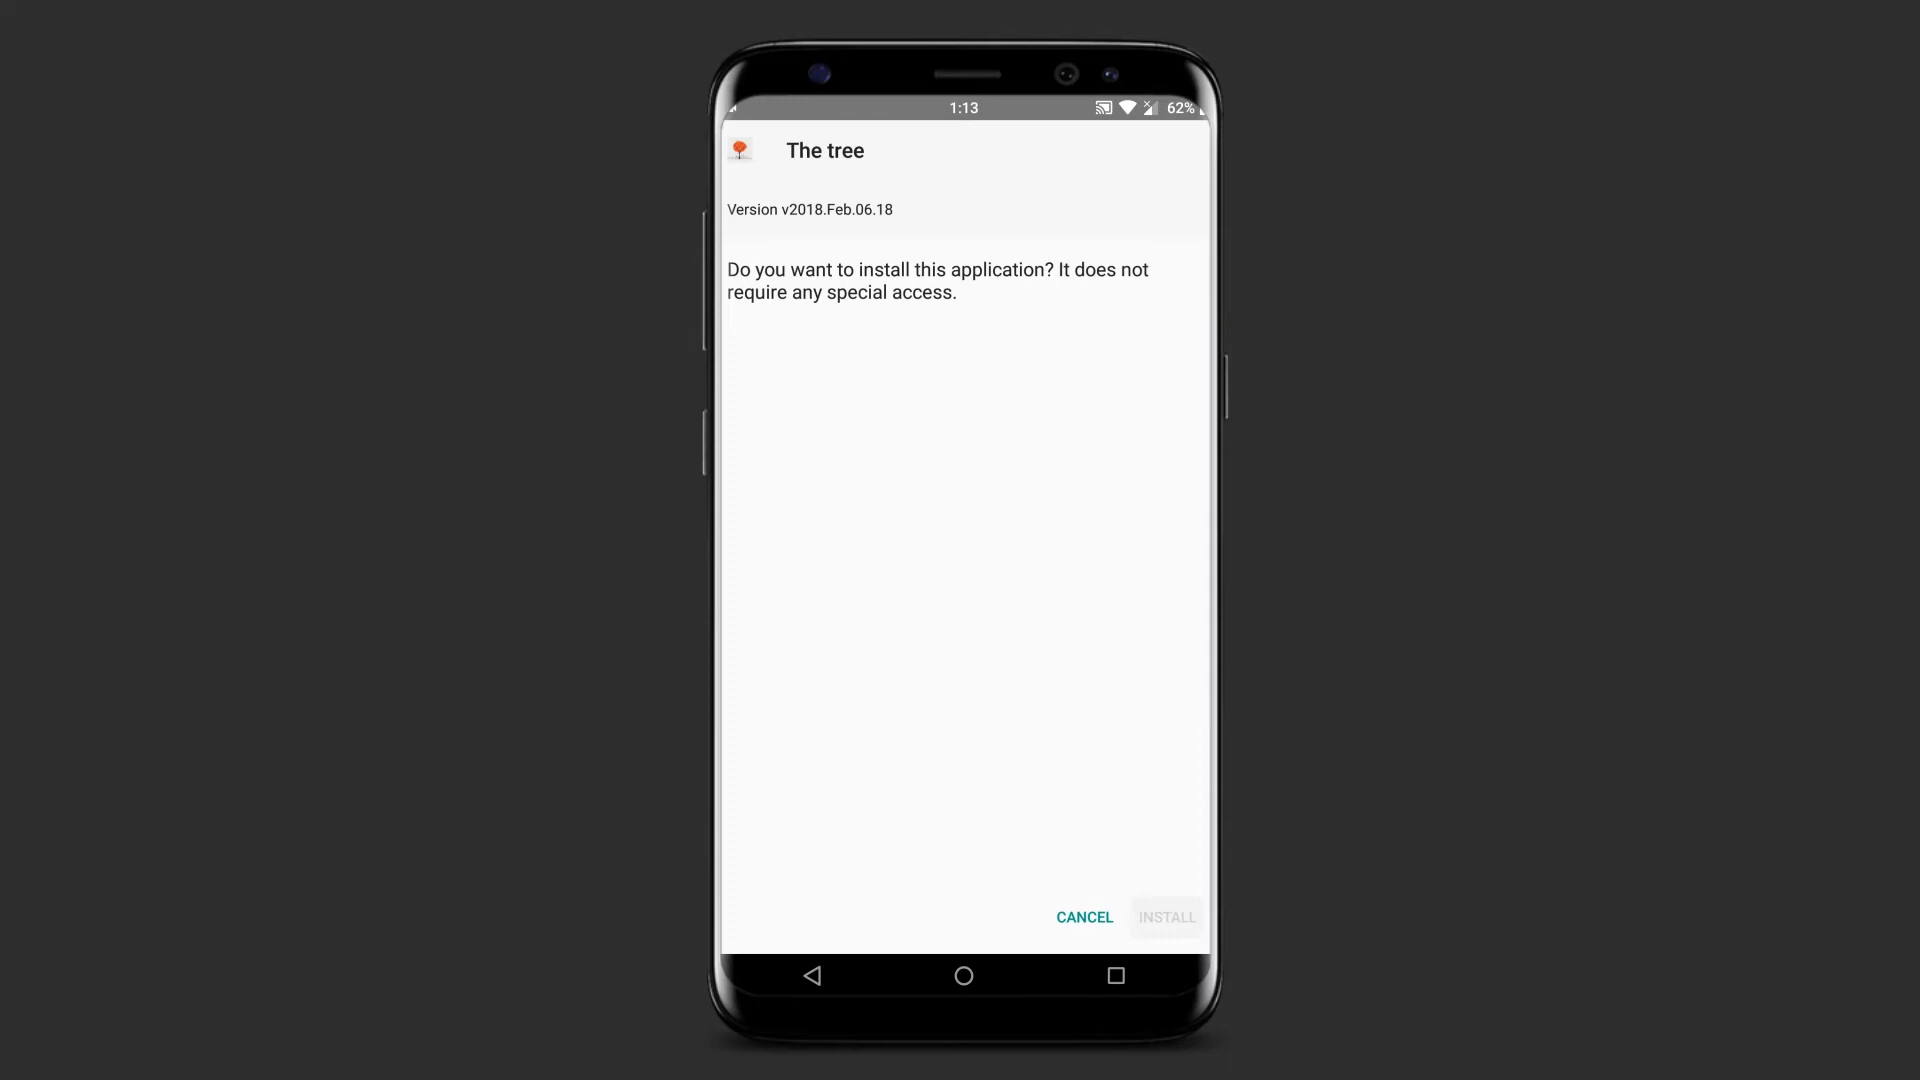 1:13
62%
The tree
Version v2018.Feb.06.18
Do you want to install this application? It does not
require any special access.
CANCEL
INSTALL